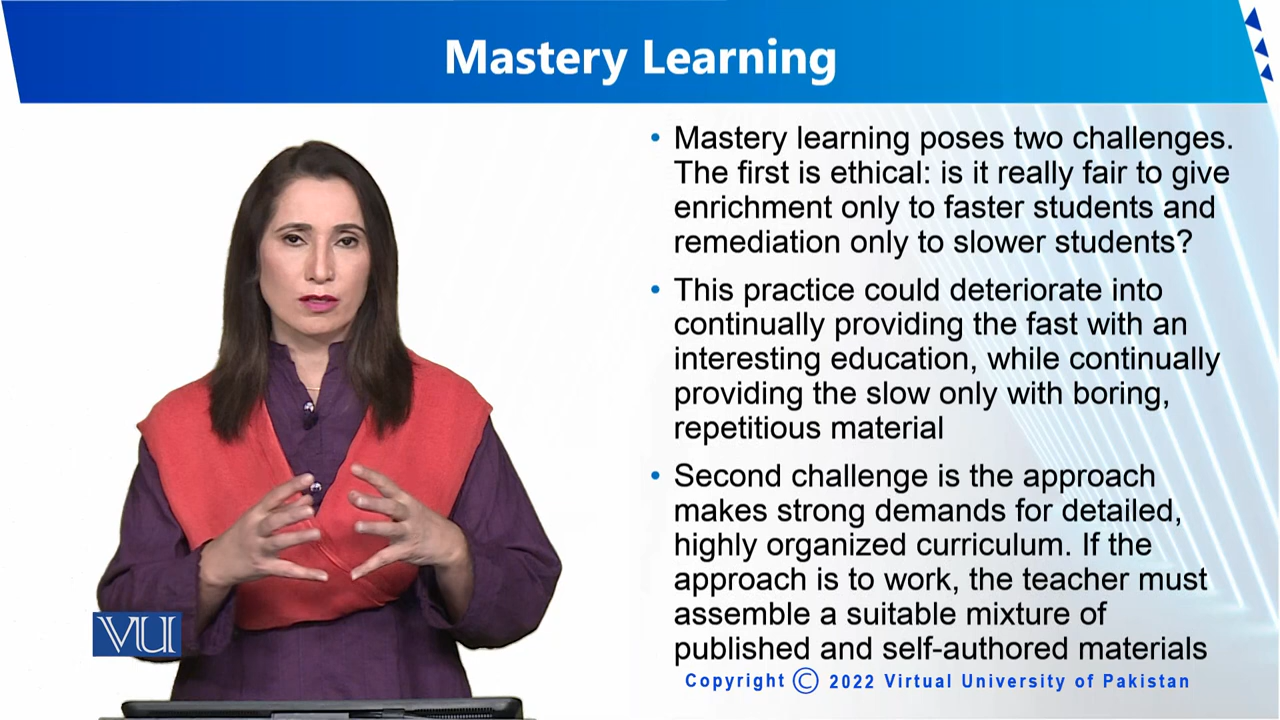 Mastery Learning
• Mastery learning poses two challenges.
The first is ethical: is it really fair to give
enrichment only to faster students and
remediation only to slower students?
• This practice could deteriorate into
continually providing the fast with an
interesting education, while continually
providing the slow only with boring,
repetitious material
• Second challenge is the approach
makes strong demands for detailed,
highly organized curriculum. If the
approach is to work, the teacher must
assemble a suitable mixture of
published and self-authored materials
VU
Copyright © 2022 Virtual University of Pakistan